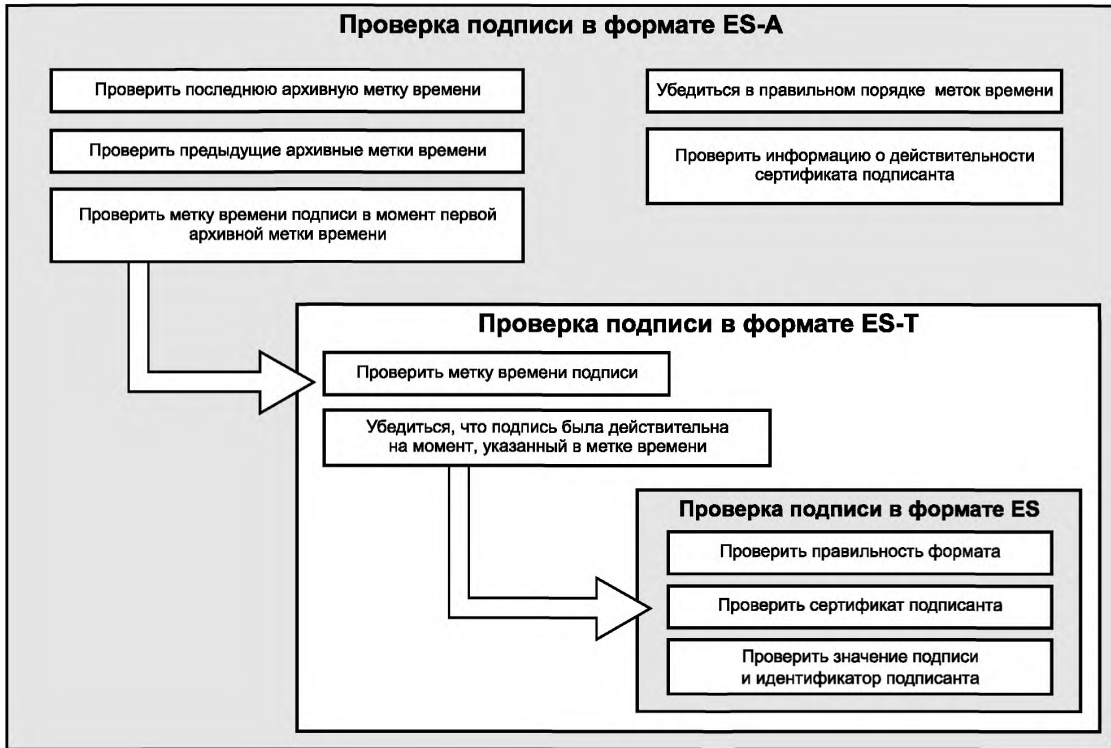 Проверка подписи в формате ES-A
Проверить последнюю архивную метку времени
Убедиться в правильном порядке меток времени
Проверить предыдущие архивные метки времени
Проверить информацию о действительности
сертификата подписанта
Проверить метку времени подписи в момент первой
архивной метки времени
Проверка подписи в формате ES-T
Проверить метку времени подписи
Убедиться, что подпись была действительна
на момент, указанный в метке времени
Проверка подписи в формате ES
Проверить правильность формата
Проверить сертификат подписанта
Проверить значение подписи
и идентификатор подписанта